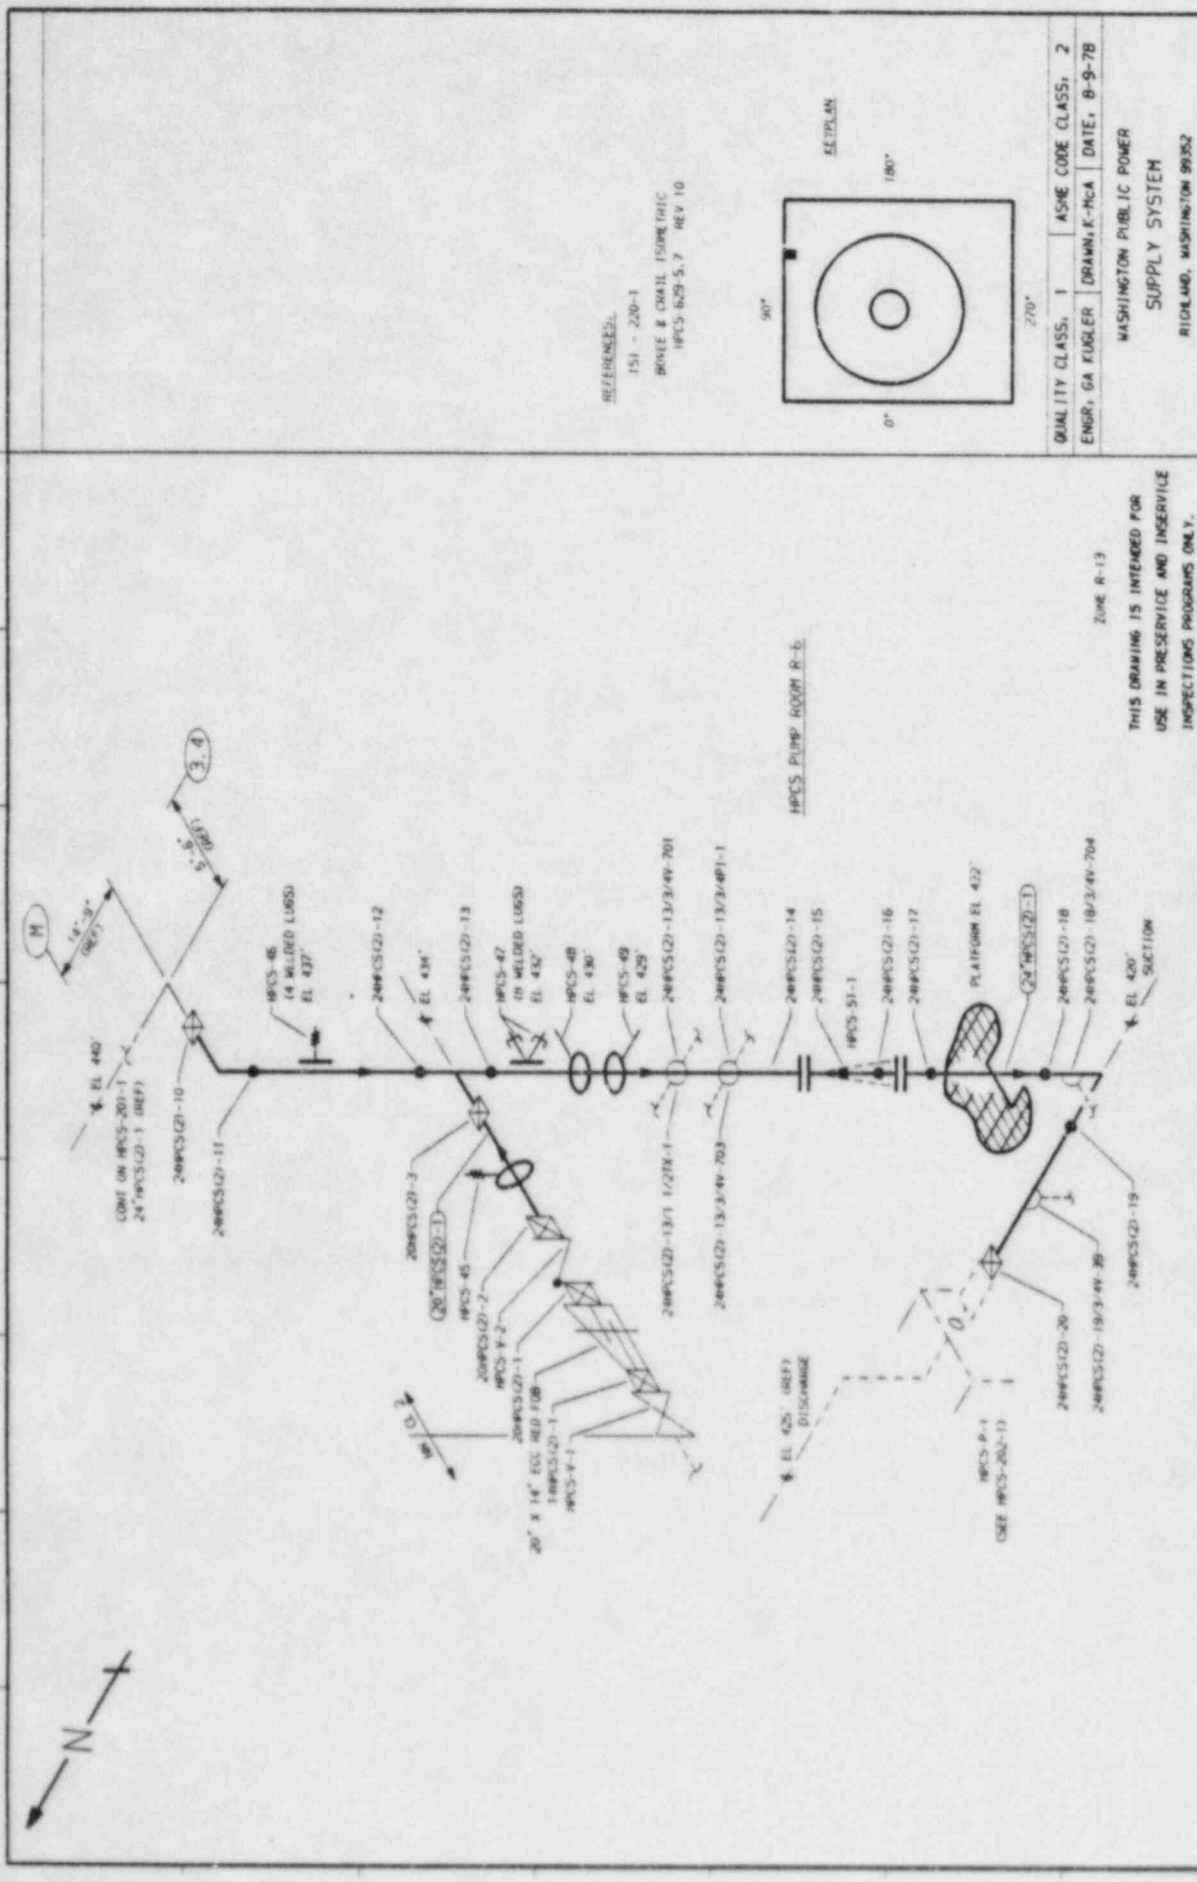 N
M
14'-9"
(REF)
3.4
5'-6"
(REF)
℄ EL 440'
CONT ON HPCS-201-1
24"HPCS(2)-1 (REF)
24HPCS(2)-10
24HPCS(2)-11
HPCS-46
(4 WELDED LUGS)
EL 437'
24HPCS(2)-12
℄ EL 434'
24HPCS(2)-13
HPCS-47
(8 WELDED LUGS)
EL 432'
HPCS-48
EL 430'
HPCS-49
EL 429'
20HPCS(2)-3
(20"HPCS(2)-1)
HPCS-45
20HPCS(2)-2
HPCS-V-2
20HPCS(2)-1
20" X 14" ECC RED FOB
14HPCS(2)-1
HPCS-V-1
CL 2
24HPCS(2)-13/3/4V-701
24HPCS(2)-13/3/4PI-1
24HPCS(2)-13/1 1/2TX-1
24HPCS(2)-13/3/4V-703
24HPCS(2)-14
24HPCS(2)-15
HPCS-ST-1
24HPCS(2)-16
24HPCS(2)-17
PLATFORM EL 422'
(24"HPCS(2)-1)
24HPCS(2)-18
24HPCS(2)-18/3/4V-704
℄ EL 420'
SUCTION
24HPCS(2)-19
24HPCS(2)-19/3/4V-39
24HPCS(2)-20
℄ EL 425' (REF)
DISCHARGE
HPCS-P-1
(SEE HPCS-202-1)
HPCS PUMP ROOM R-6
ZONE R-13
THIS DRAWING IS INTENDED FOR
USE IN PRESERVICE AND INSERVICE
INSPECTIONS PROGRAMS ONLY.
REFERENCES:
ISI - 220-1
BOVEE & CRAIL ISOMETRIC
HPCS-629-5.7 REV 10
KEYPLAN
0°
90°
180°
270°
QUALITY CLASS: 1 ASME CODE CLASS: 2
ENGR: GA KUGLER DRAWN: K-McA DATE: 8-9-78
WASHINGTON PUBLIC POWER
SUPPLY SYSTEM
RICHLAND, WASHINGTON 99352